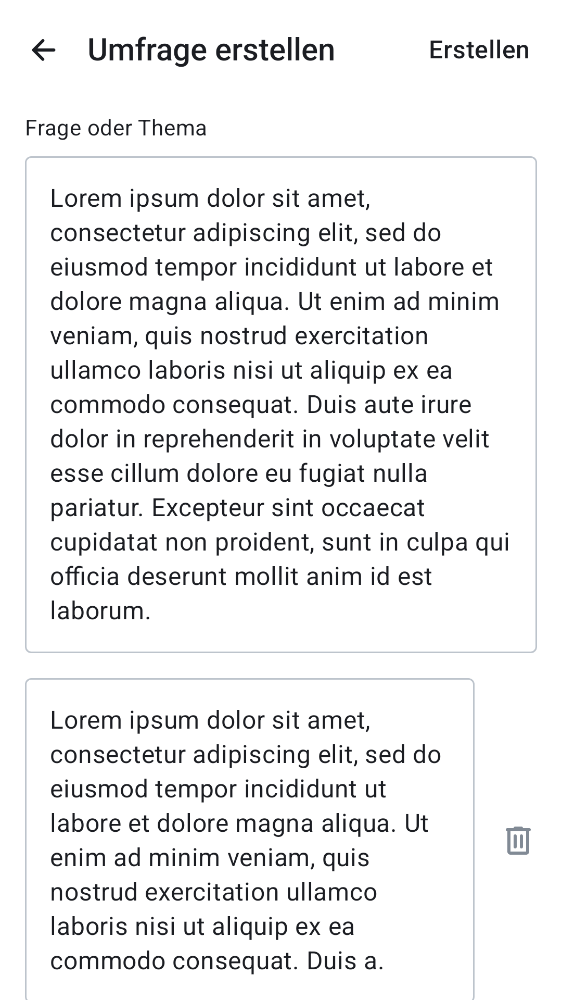 Umfrage erstellen
Erstellen
Frage oder Thema
Lorem ipsum dolor sit amet,
consectetur adipiscing elit, sed do
eiusmod tempor incididunt ut labore et
dolore magna aliqua. Ut enim ad minim
veniam, quis nostrud exercitation
ullamco laboris nisi ut aliquip ex ea
commodo consequat. Duis aute irure
dolor in reprehenderit in voluptate velit
esse cillum dolore eu fugiat nulla
pariatur. Excepteur sint occaecat
cupidatat non proident, sunt in culpa qui
officia deserunt mollit anim id est
laborum.
Lorem ipsum dolor sit amet,
consectetur adipiscing elit, sed do
eiusmod tempor incididunt ut
labore et dolore magna aliqua. Ut
enim ad minim veniam, quis
nostrud exercitation ullamco
laboris nisi ut aliquip ex ea
commodo consequat. Duis a.